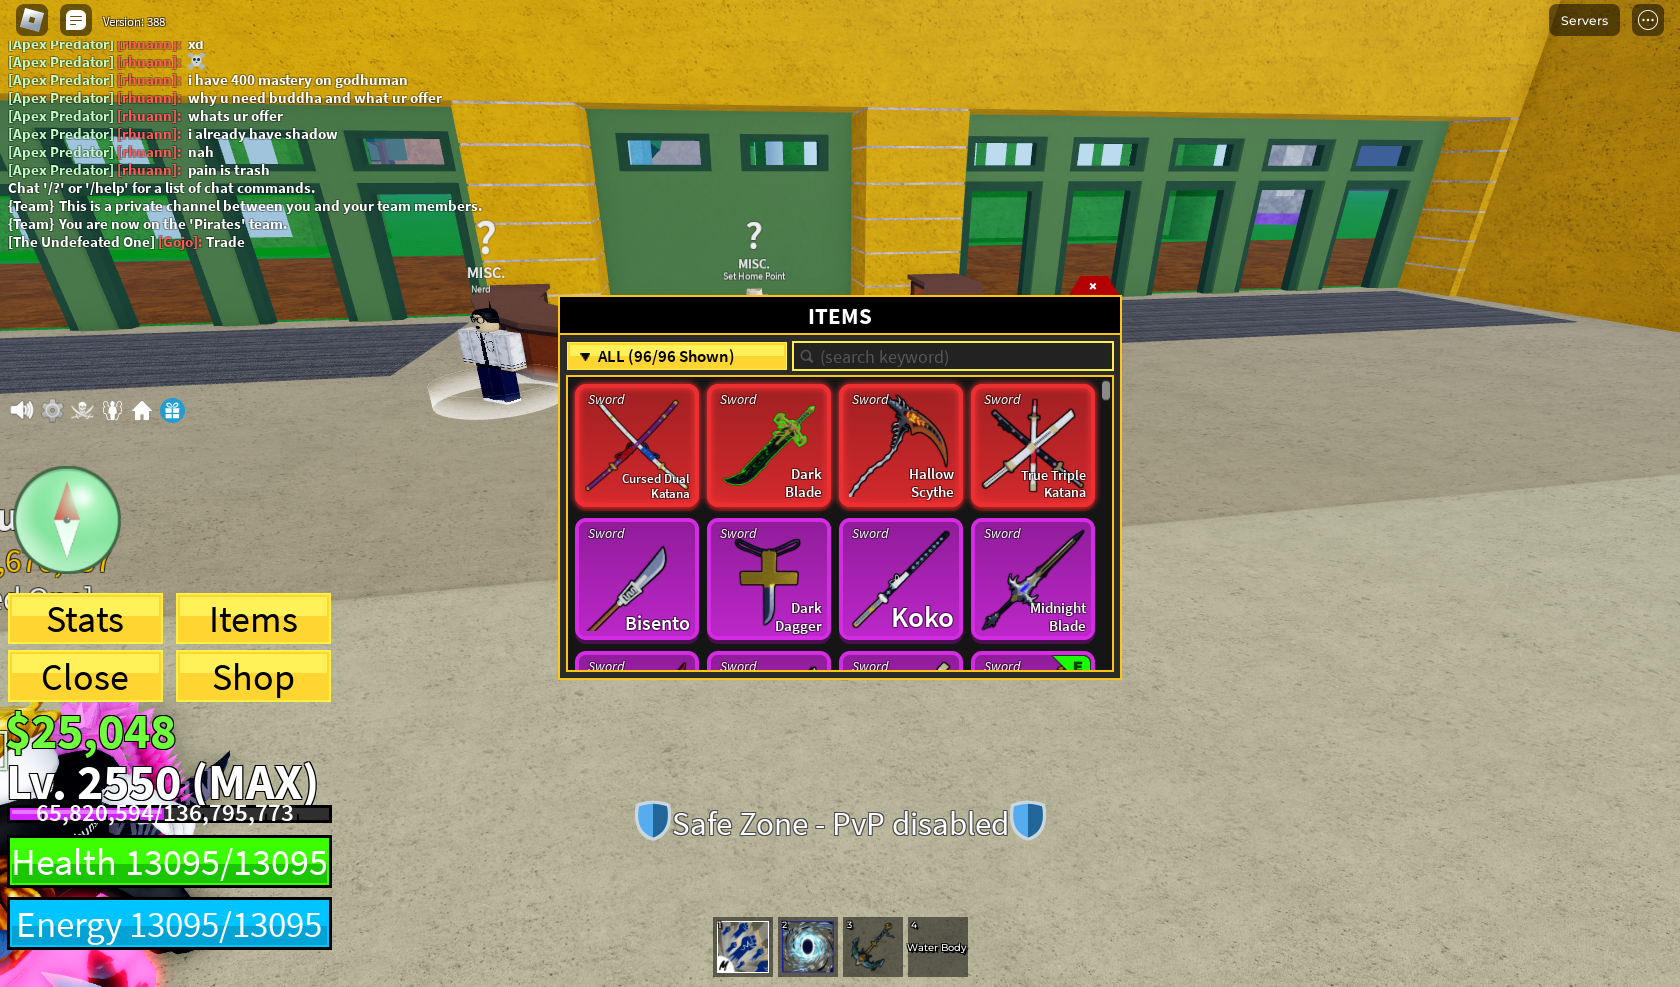 Version: 388
Servers
[Apex Predator] [rhuann]: xd
[Apex Predator] [rhuann]: ☠
[Apex Predator] [rhuann]: i have 400 mastery on godhuman
[Apex Predator] [rhuann]: why u need buddha and what ur offer
[Apex Predator] [rhuann]: whats ur offer
[Apex Predator] [rhuann]: i already have shadow
[Apex Predator] [rhuann]: nah
[Apex Predator] [rhuann]: pain is trash
Chat '/?' or '/help' for a list of chat commands.
{Team} This is a private channel between you and your team members.
{Team} You are now on the 'Pirates' team.
[The Undefeated One] [Gojo]: Trade
?
MISC.
Nerd
?
MISC.
Set Home Point
×
ITEMS
▼ ALL (96/96 Shown)
(search keyword)
Sword
Cursed Dual
Katana
Sword
Dark
Blade
Sword
Hallow
Scythe
Sword
True Triple
Katana
Sword
Bisento
Sword
Dark
Dagger
Sword
Koko
Sword
Midnight
Blade
Sword
Sword
Sword
Sword
E
Stats
Items
Close
Shop
$25,048
Lv. 2550 (MAX)
65,820,594/136,795,773
Health 13095/13095
Energy 13095/13095
Safe Zone - PvP disabled
1
2
3
4
Water Body